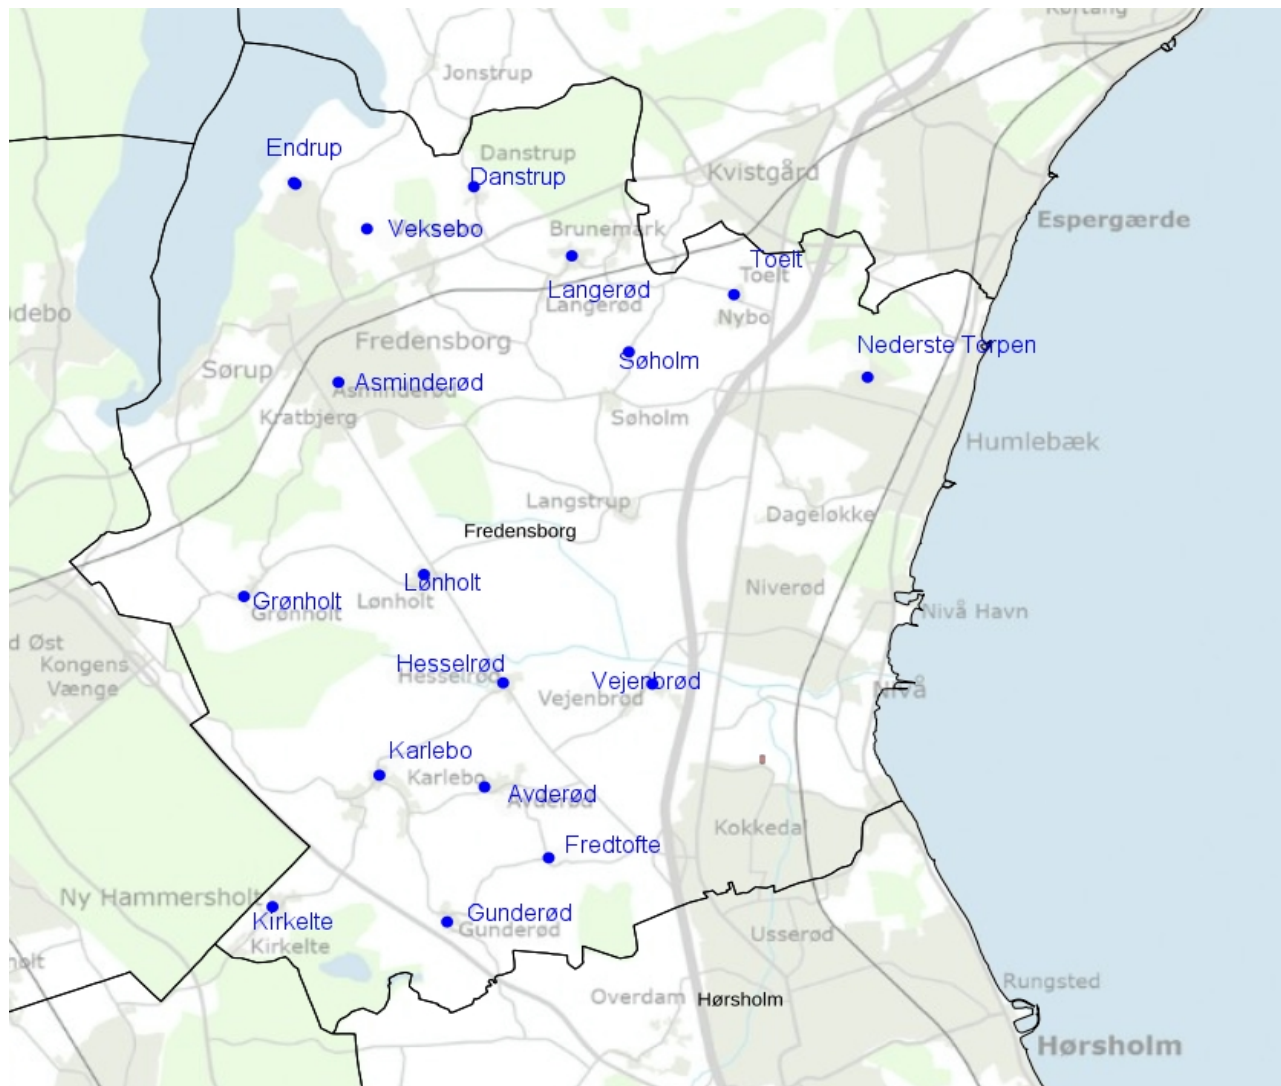 Kortang
Jonstrup
Endrup
Danstrup
Danstrup
Kvistgård
Veksebo
Brunemark
Espergærde
Toelt
Toelt
Langerød
Langerød
Nybo
Fredensborg
Nederste Torpen
Sørup
Søholm
Asminderød
Asminderød
Kratbjerg
Søholm
Humlebæk
Langstrup
Dageløkke
Fredensborg
Lønholt
Lønholt
Niverød
Grønholt
Grønholt
Nivå Havn
d Øst
Kongens
Vænge
Hesselrød
Hesselrød
Vejenbrød
Vejenbrød
Nivå
Karlebo
Karlebo
Avderød
Avderød
Kokkedal
Fredtofte
Ny Hammersholt
Kirkelte
Kirkelte
Gunderød
Gunderød
Usserød
Overdam
Hørsholm
Rungsted
Hørsholm